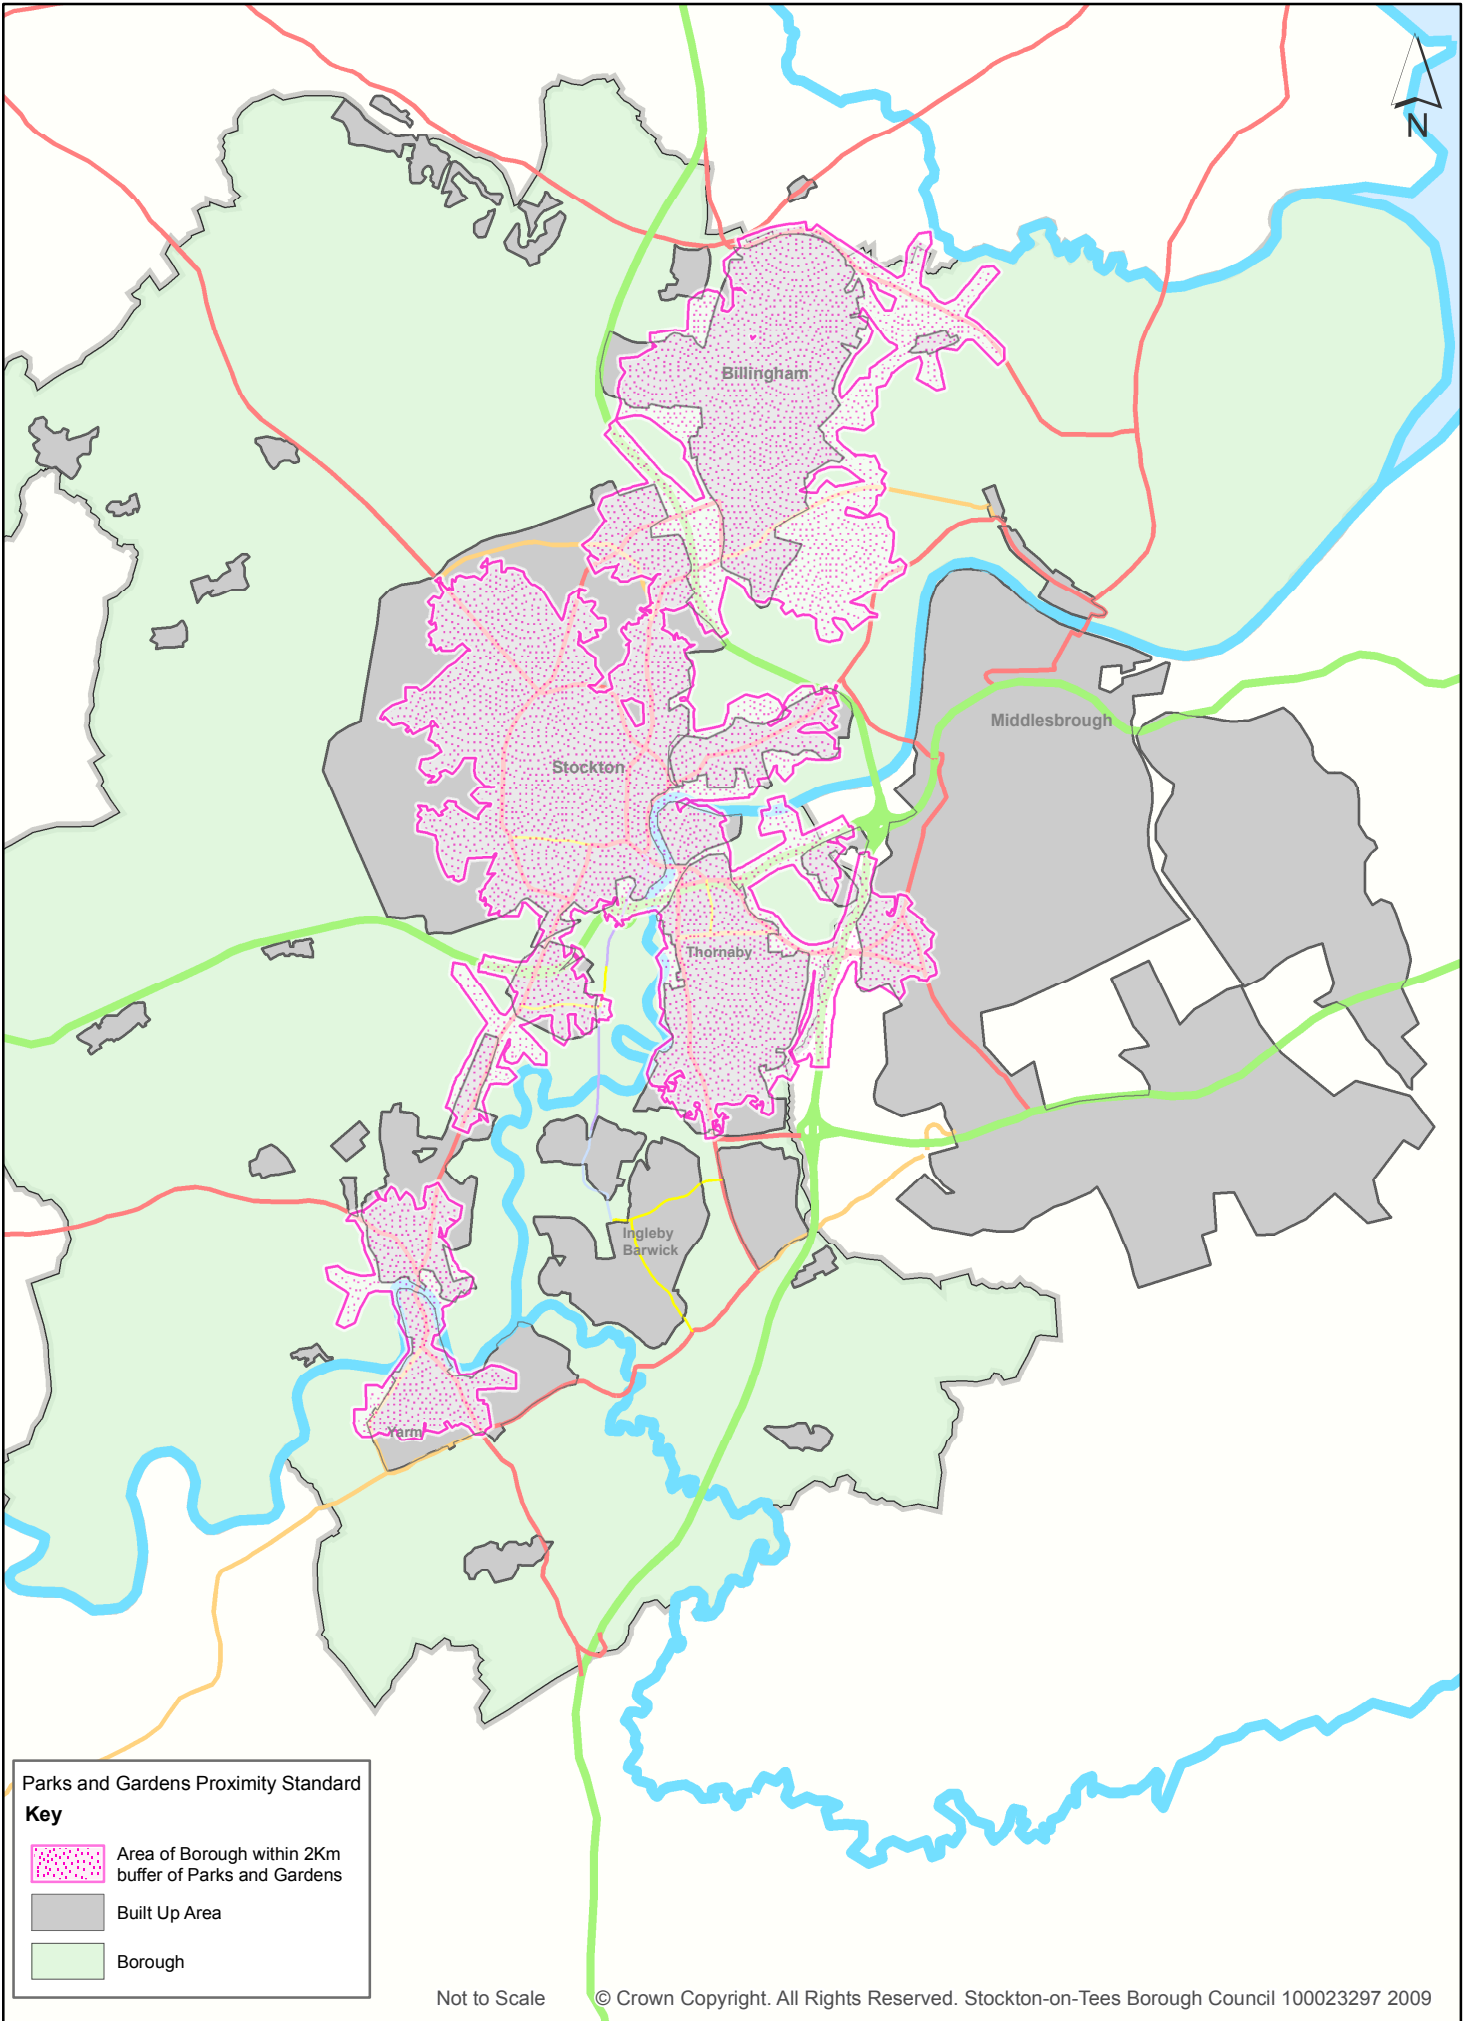 N
Billingham
Middlesbrough
Stockton
Thornaby
Ingleby
Barwick
Yarm
Parks and Gardens Proximity Standard
Key
Area of Borough within 2Km
buffer of Parks and Gardens
Built Up Area
Borough
Not to Scale
© Crown Copyright. All Rights Reserved. Stockton-on-Tees Borough Council 100023297 2009